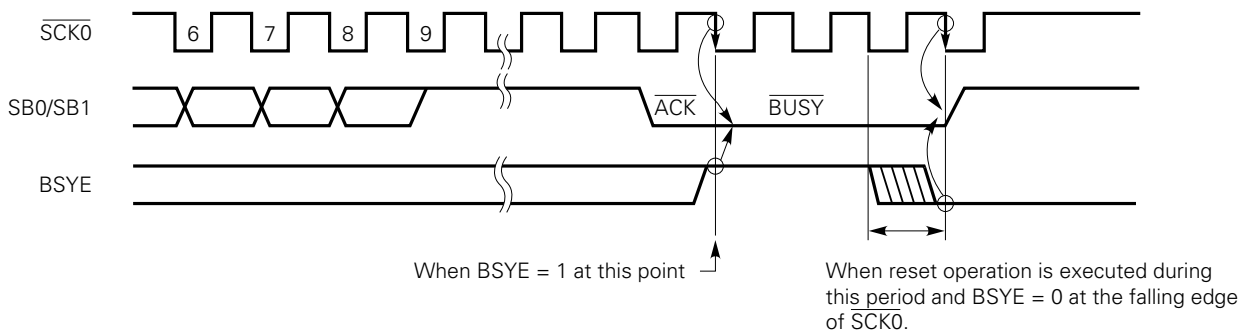 SCK0
6 7 8 9
SB0/SB1
ACK
BUSY
BSYE
When BSYE = 1 at this point
When reset operation is executed during
this period and BSYE = 0 at the falling edge
of SCK0.